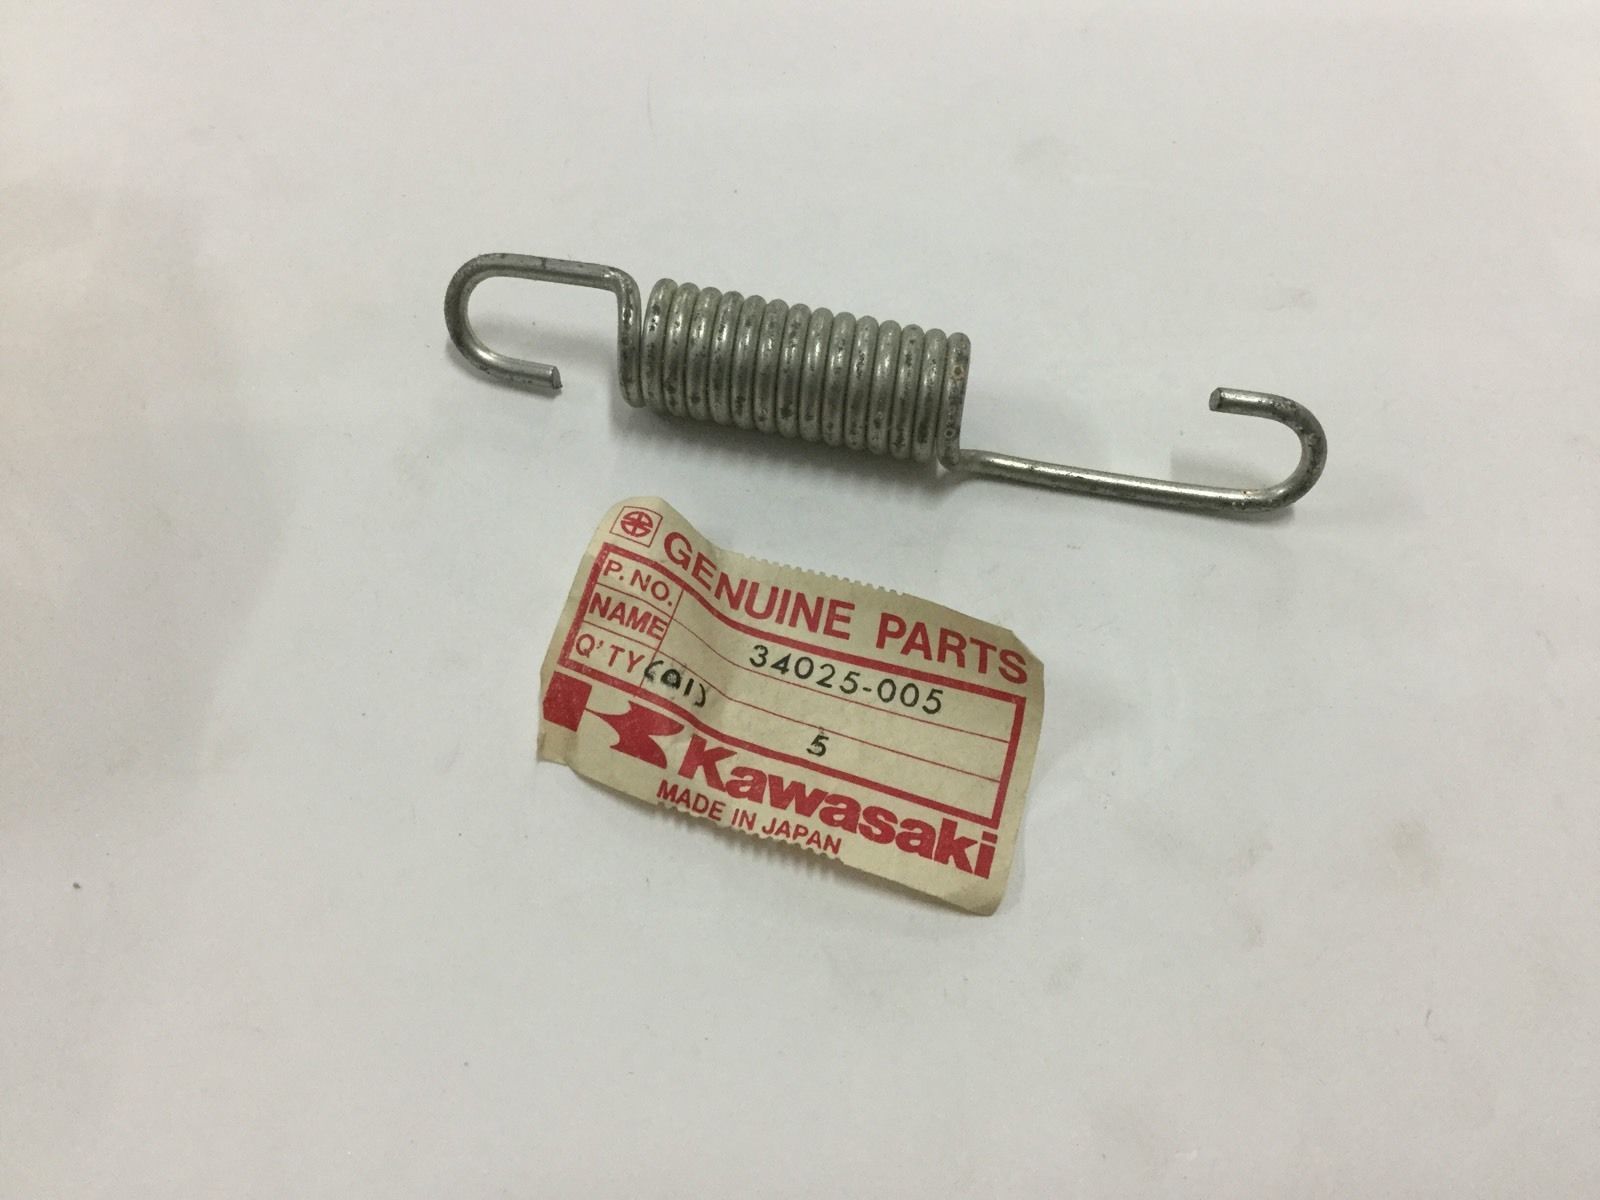 GENUINE PARTS
P. NO. 34025-005
NAME
Q'TY 5
Kawasaki
MADE IN JAPAN